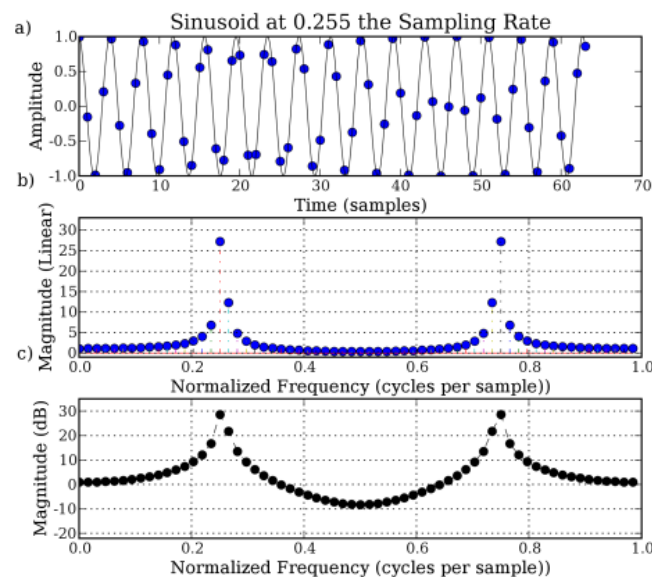 Sinusoid at 0.255 the Sampling Rate
a)
1.0
0.5
0.0
-0.5
-1.0
Amplitude
0 10 20 30 40 50 60 70
Time (samples)
b)
30
25
20
15
10
5
0
Magnitude (Linear)
0.0 0.2 0.4 0.6 0.8 1.0
Normalized Frequency (cycles per sample))
c)
30
20
10
0
-10
-20
Magnitude (dB)
0.0 0.2 0.4 0.6 0.8 1.0
Normalized Frequency (cycles per sample))